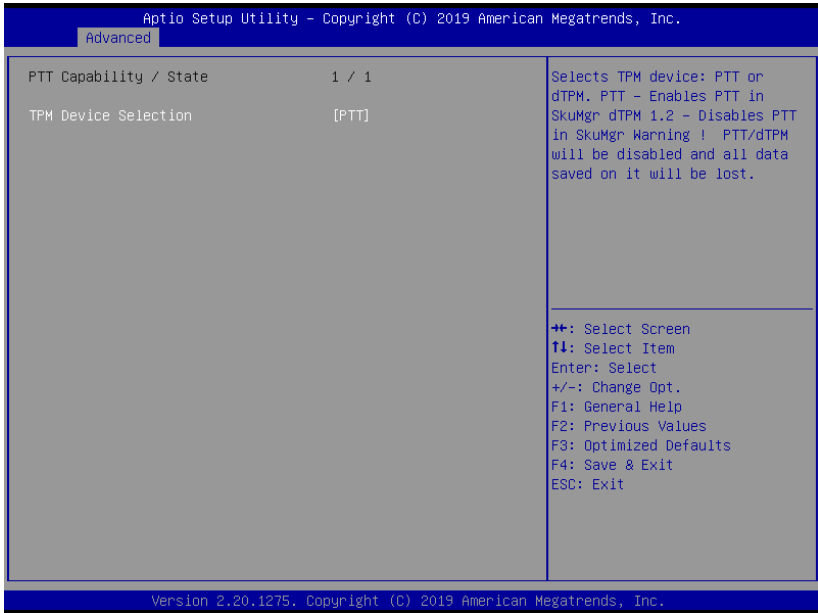 Aptio Setup Utility – Copyright (C) 2019 American Megatrends, Inc.
Advanced
PTT Capability / State 1 / 1
TPM Device Selection [PTT]
Selects TPM device: PTT or
dTPM. PTT – Enables PTT in
SkuMgr dTPM 1.2 – Disables PTT
in SkuMgr Warning ! PTT/dTPM
will be disabled and all data
saved on it will be lost.
→←: Select Screen
↑↓: Select Item
Enter: Select
+/-: Change Opt.
F1: General Help
F2: Previous Values
F3: Optimized Defaults
F4: Save & Exit
ESC: Exit
Version 2.20.1275. Copyright (C) 2019 American Megatrends, Inc.